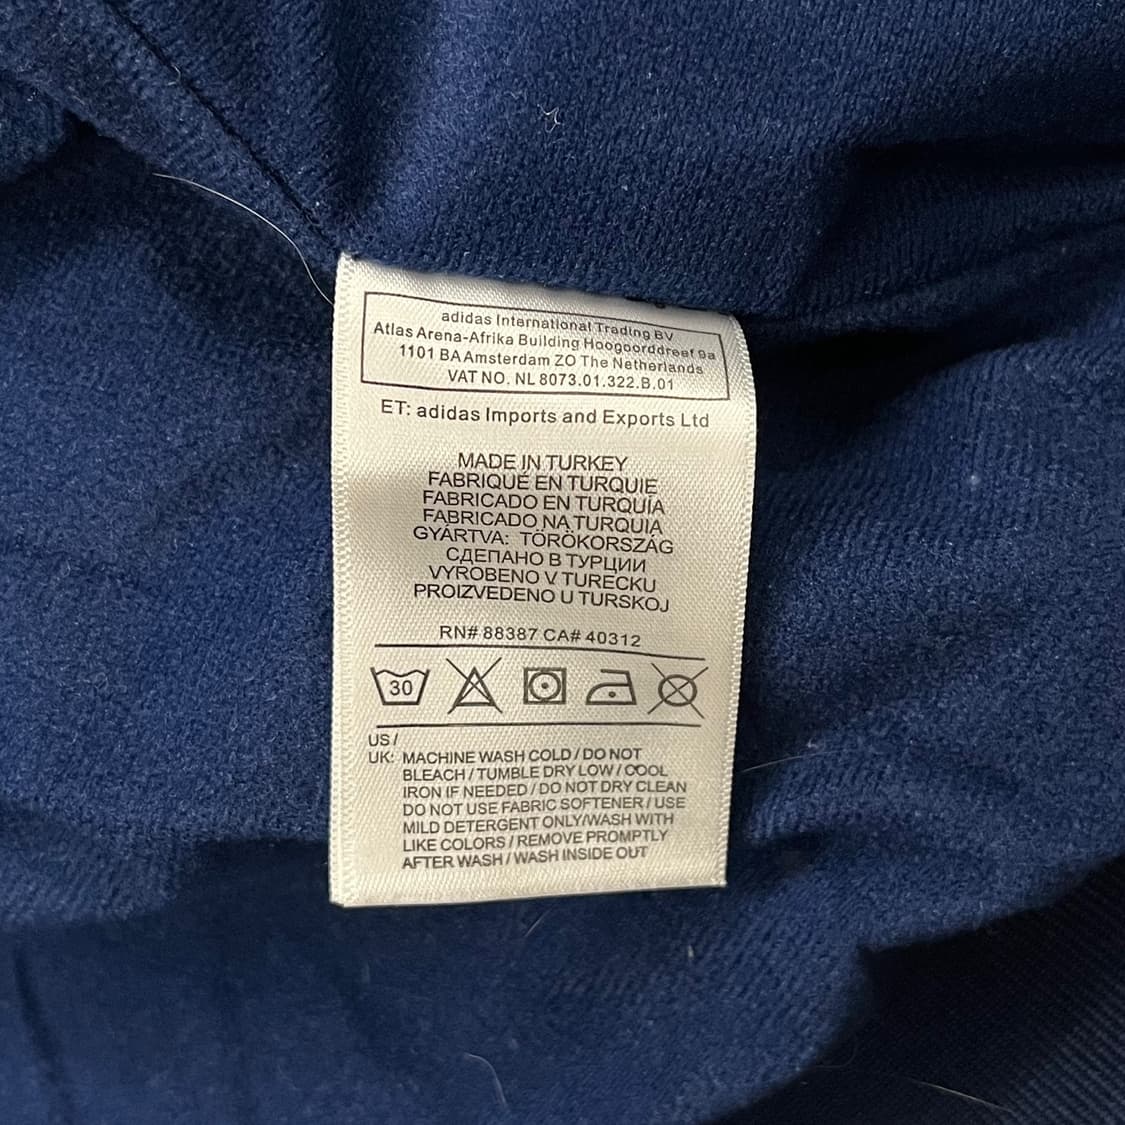 adidas International Trading BV
Atlas Arena-Afrika Building Hoogoorddreef 9a
1101 BA Amsterdam ZO The Netherlands
VAT NO. NL 8073.01.322.B.01
ET: adidas Imports and Exports Ltd
MADE IN TURKEY
FABRIQUÉ EN TURQUIE
FABRICADO EN TURQUÍA
FABRICADO NA TURQUIA
GYÁRTVA: TÖRÖKORSZÁG
СДЕПАНО В ТУРЦИИ
VYROBENO V TURECKU
PROIZVEDENO U TURSKOJ
RN# 88387 CA# 40312
30
US /
UK: MACHINE WASH COLD / DO NOT
BLEACH / TUMBLE DRY LOW / COOL
IRON IF NEEDED / DO NOT DRY CLEAN
DO NOT USE FABRIC SOFTENER / USE
MILD DETERGENT ONLY/WASH WITH
LIKE COLORS / REMOVE PROMPTLY
AFTER WASH / WASH INSIDE OUT